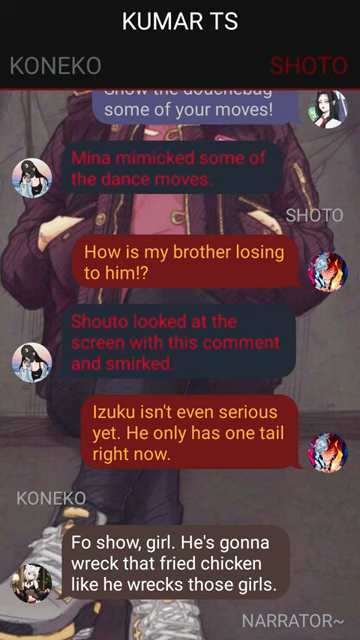 KUMAR TS
KONEKO
SHOTO
Show the douchebag
some of your moves!
Mina mimicked some of
the dance moves.
SHOTO
How is my brother losing
to him!?
Shouto looked at the
screen with this comment
and smirked.
Izuku isn't even serious
yet. He only has one tail
right now.
KONEKO
Fo show, girl. He's gonna
wreck that fried chicken
like he wrecks those girls.
NARRATOR~